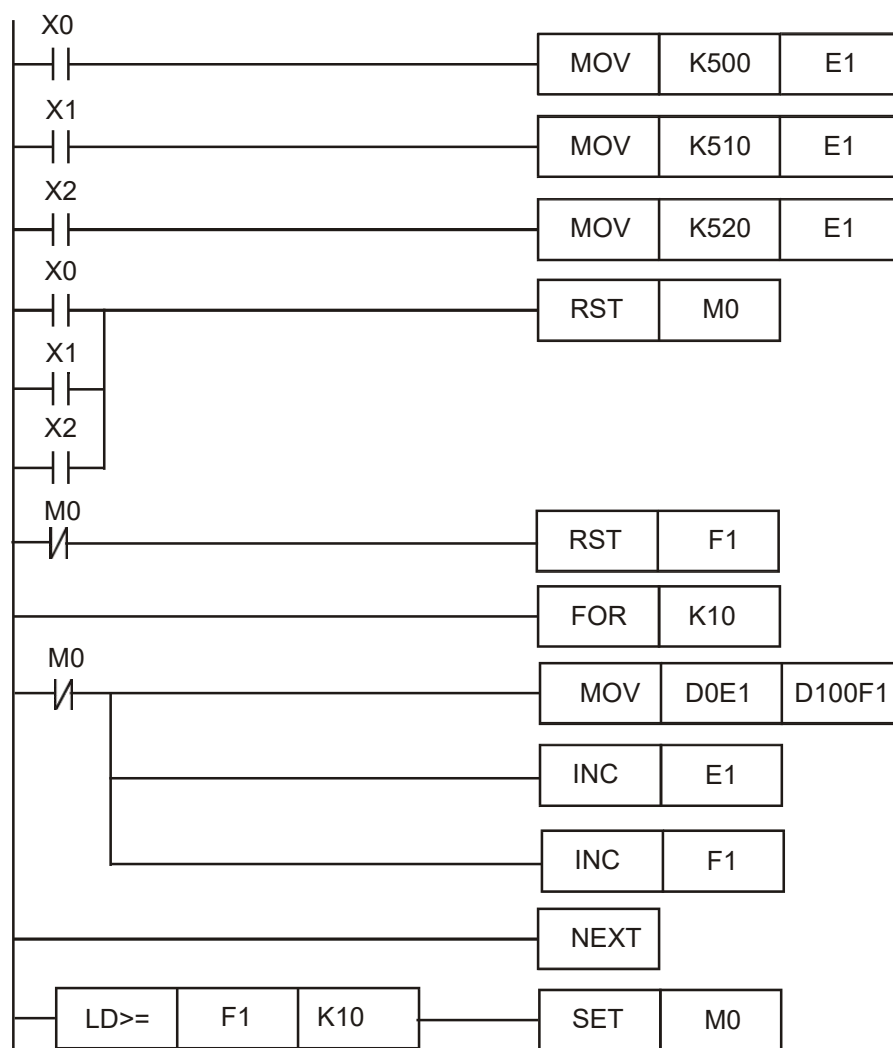 X0
MOV K500 E1
X1
MOV K510 E1
X2
MOV K520 E1
X0
RST M0
X1
X2
M0
RST F1
FOR K10
M0
MOV D0E1 D100F1
INC E1
INC F1
NEXT
LD>= F1 K10 SET M0